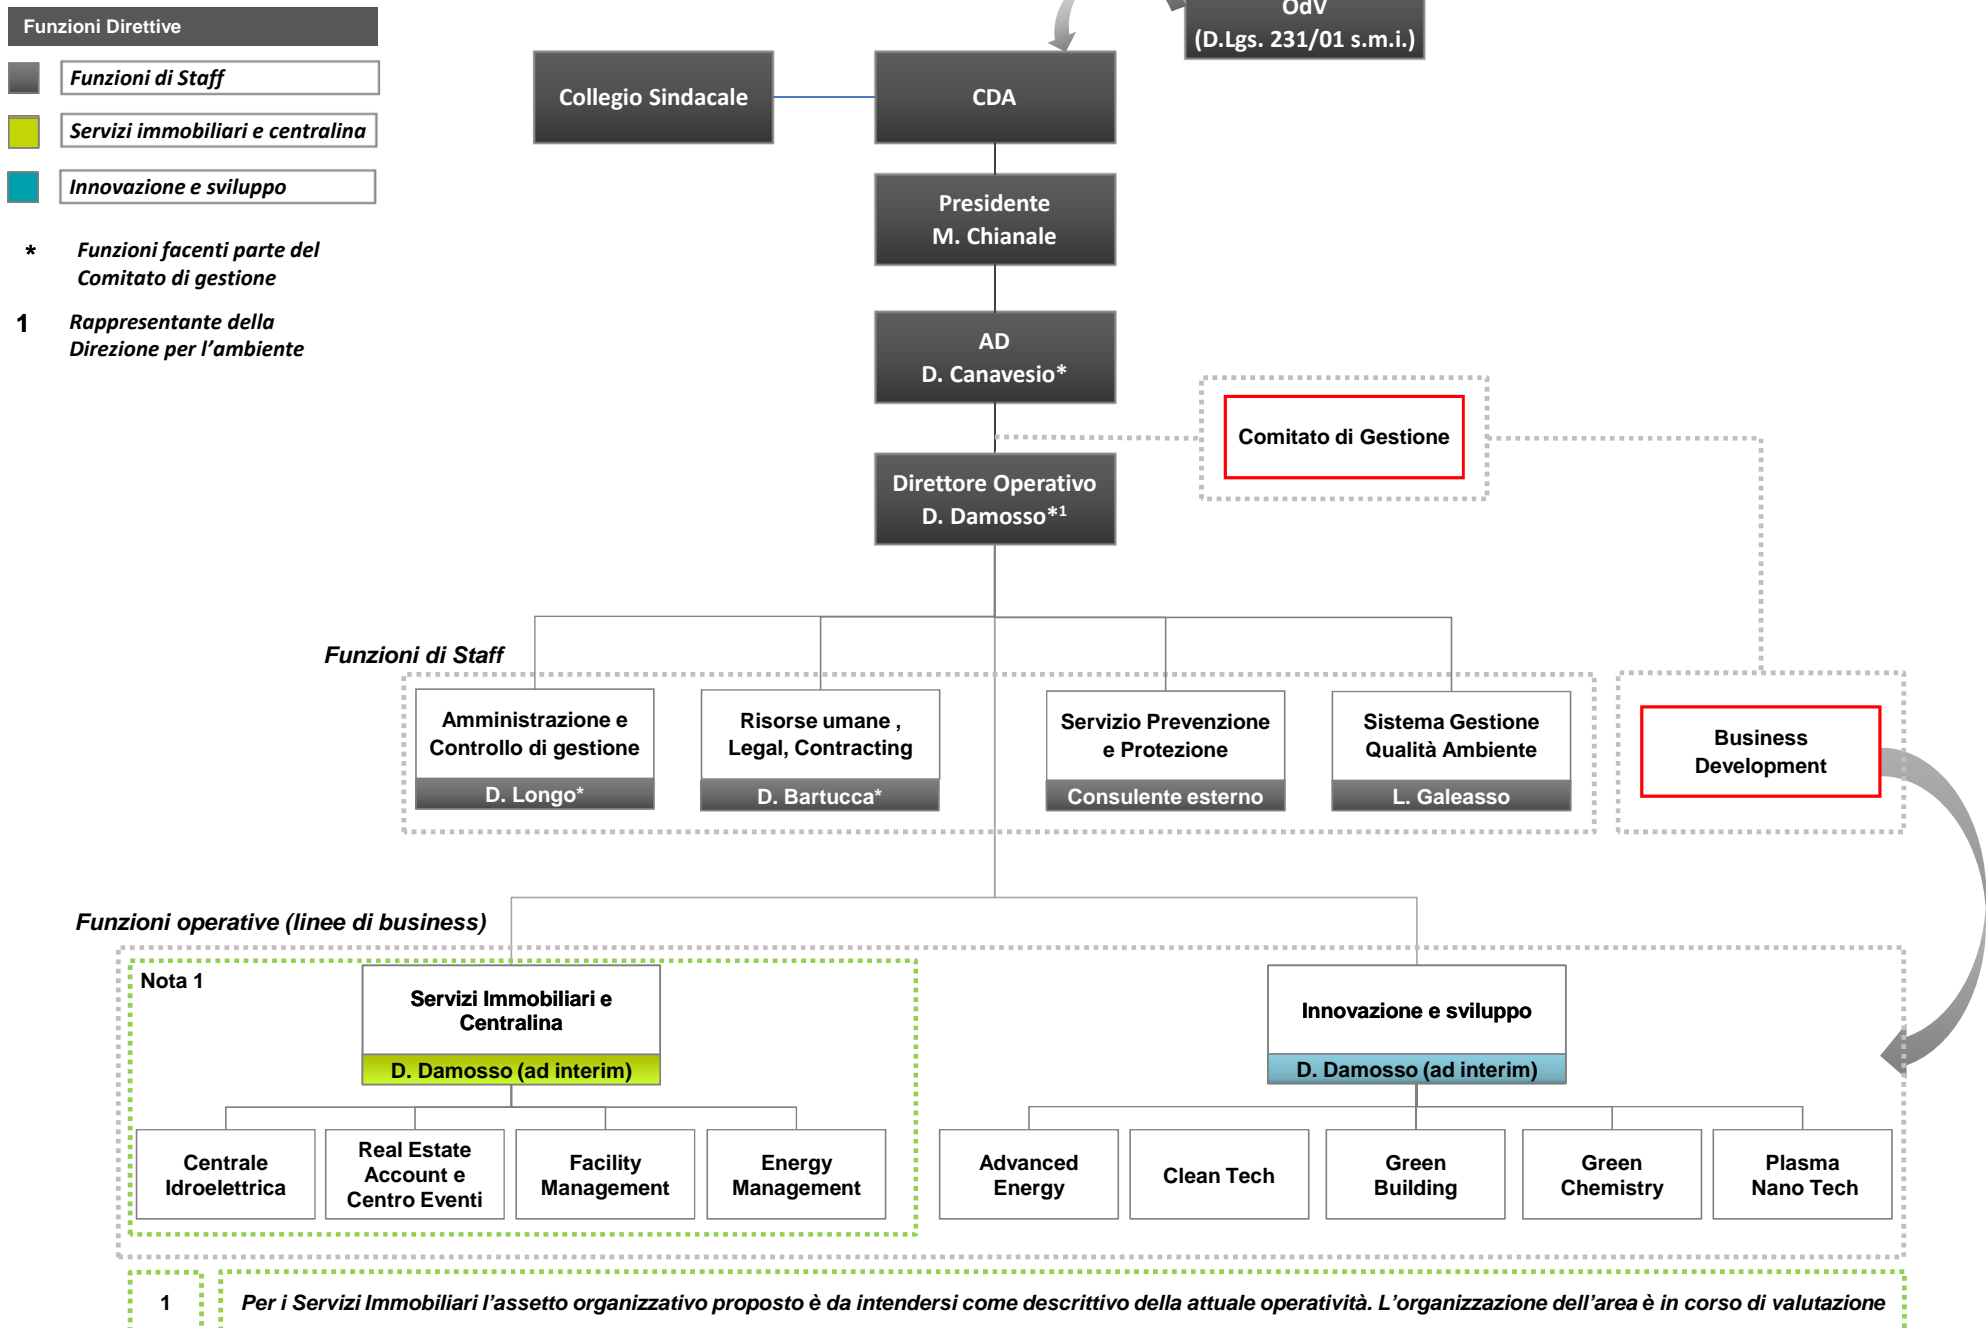 Funzioni Direttive
Funzioni di Staff
Servizi immobiliari e centralina
Innovazione e sviluppo
* Funzioni facenti parte del
Comitato di gestione
1 Rappresentante della
Direzione per l'ambiente
OdV
(D.Lgs. 231/01 s.m.i.)
Collegio Sindacale
CDA
Presidente
M. Chianale
AD
D. Canavesio*
Comitato di Gestione
Direttore Operativo
D. Damosso*1
Funzioni di Staff
Amministrazione e
Controllo di gestione
D. Longo*
Risorse umane ,
Legal, Contracting
D. Bartucca*
Servizio Prevenzione
e Protezione
Consulente esterno
Sistema Gestione
Qualità Ambiente
L. Galeasso
Business
Development
Funzioni operative (linee di business)
Nota 1
Servizi Immobiliari e
Centralina
D. Damosso (ad interim)
Innovazione e sviluppo
D. Damosso (ad interim)
Centrale
Idroelettrica
Real Estate
Account e
Centro Eventi
Facility
Management
Energy
Management
Advanced
Energy
Clean Tech
Green
Building
Green
Chemistry
Plasma
Nano Tech
1 Per i Servizi Immobiliari l'assetto organizzativo proposto è da intendersi come descrittivo della attuale operatività. L'organizzazione dell'area è in corso di valutazione